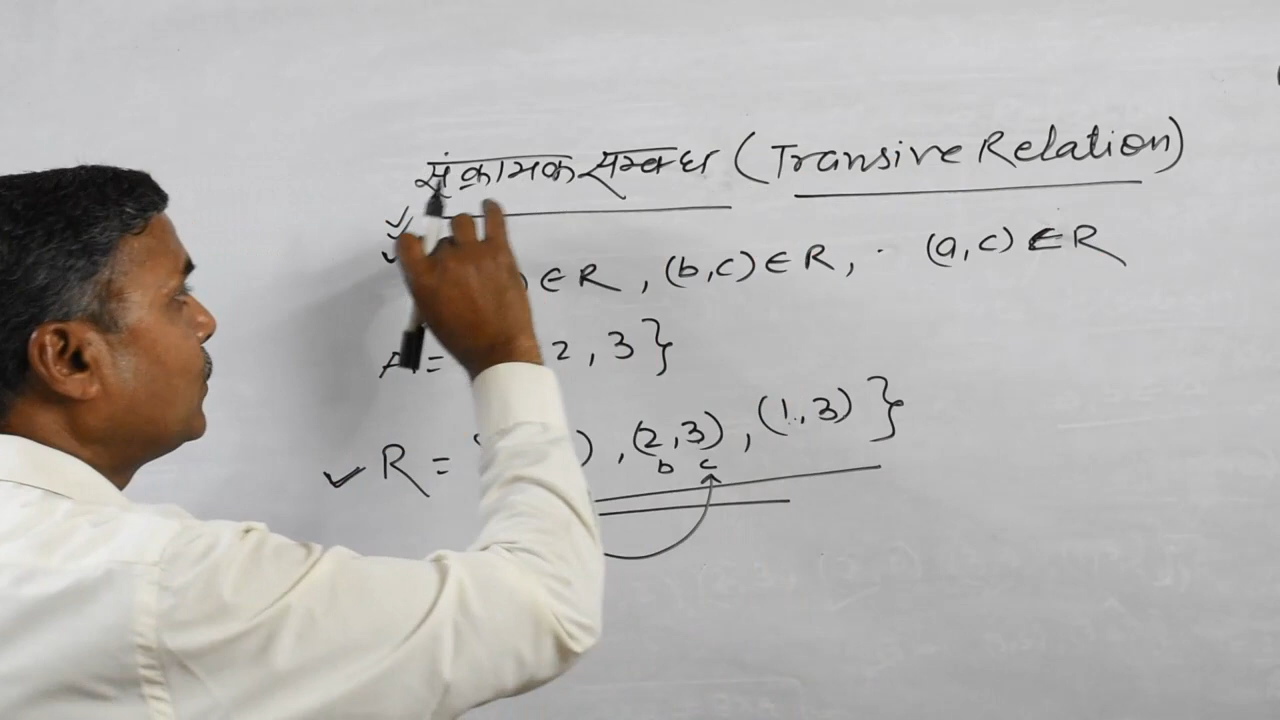 संक्रामक सम्बन्ध (Transive Relation)
) ∈ R , (b,c) ∈ R, · (a,c) ∈ R
A = 2 , 3 }
R = ) , (2,3) , (1,3) }
b c